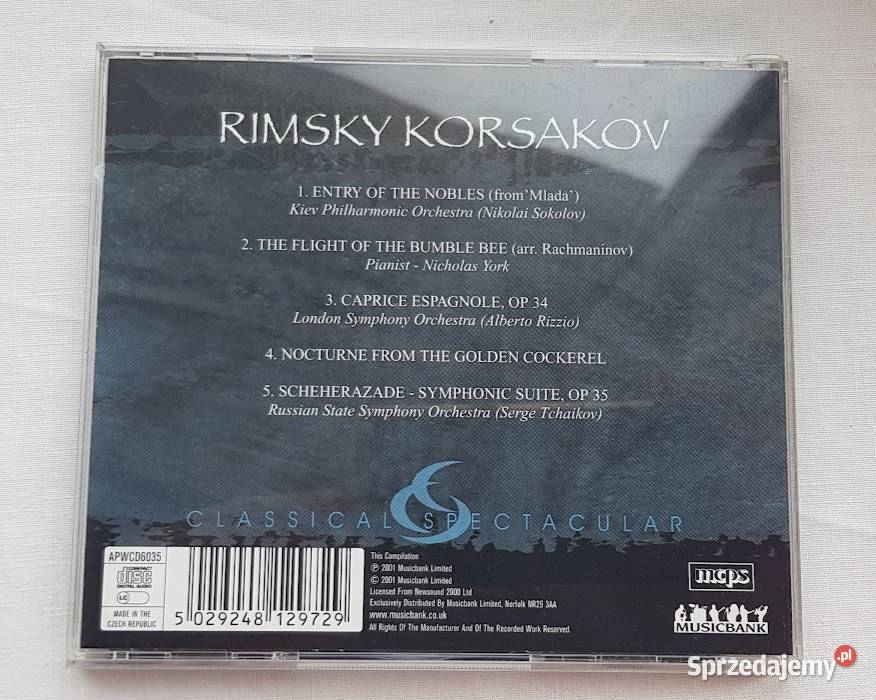 RIMSKY KORSAKOV
1. ENTRY OF THE NOBLES (from'Mlada')
Kiev Philharmonic Orchestra (Nikolai Sokolov)
2. THE FLIGHT OF THE BUMBLE BEE (arr. Rachmaninov)
Pianist - Nicholas York
3. CAPRICE ESPAGNOLE, OP 34
London Symphony Orchestra (Alberto Rizzio)
4. NOCTURNE FROM THE GOLDEN COCKEREL
5. SCHEHERAZADE - SYMPHONIC SUITE, OP 35
Russian State Symphony Orchestra (Serge Tchaikov)
CLASSICAL SPECTACULAR
APWCD6035
COMPACT
disc
DIGITAL AUDIO
LC
MADE IN THE
CZECH REPUBLIC
5 029248 129729
This Compilation
℗ 2001 Musicbank Limited
© 2001 Musicbank Limited
Licensed From Newsound 2000 Ltd
Exclusively Distributed By Musicbank Limited, Norfolk NR29 3AA
www.musicbank.co.uk
All Rights Of The Manufacturer And Of The Recorded Work Reserved.
mcps
MUSICBANK
Sprzedajemy.pl